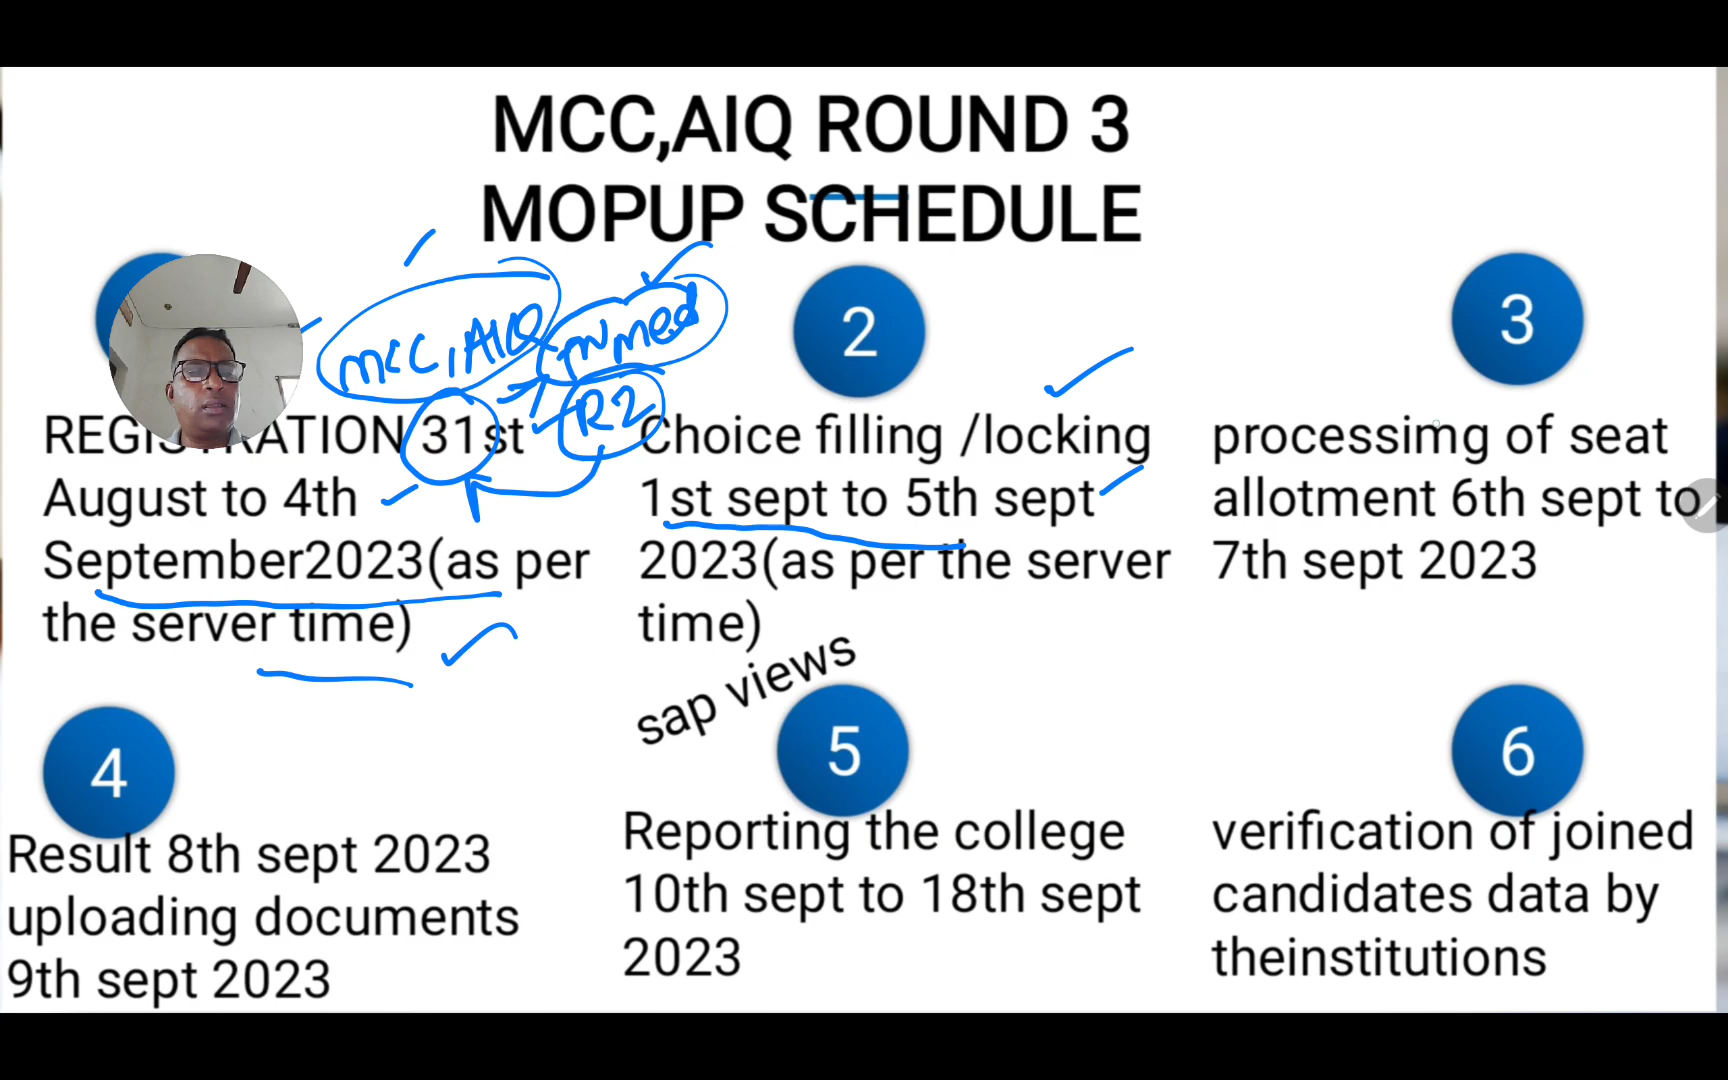 MCC,AIQ ROUND 3
MOPUP SCHEDULE
MCC, AIQ
R2
REGISTRATION 31st
August to 4th
September2023(as per
the server time)
2
Choice filling /locking
1st sept to 5th sept
2023(as per the server
time)
3
processimg of seat
allotment 6th sept to
7th sept 2023
sap views
4
Result 8th sept 2023
uploading documents
9th sept 2023
5
Reporting the college
10th sept to 18th sept
2023
6
verification of joined
candidates data by
theinstitutions